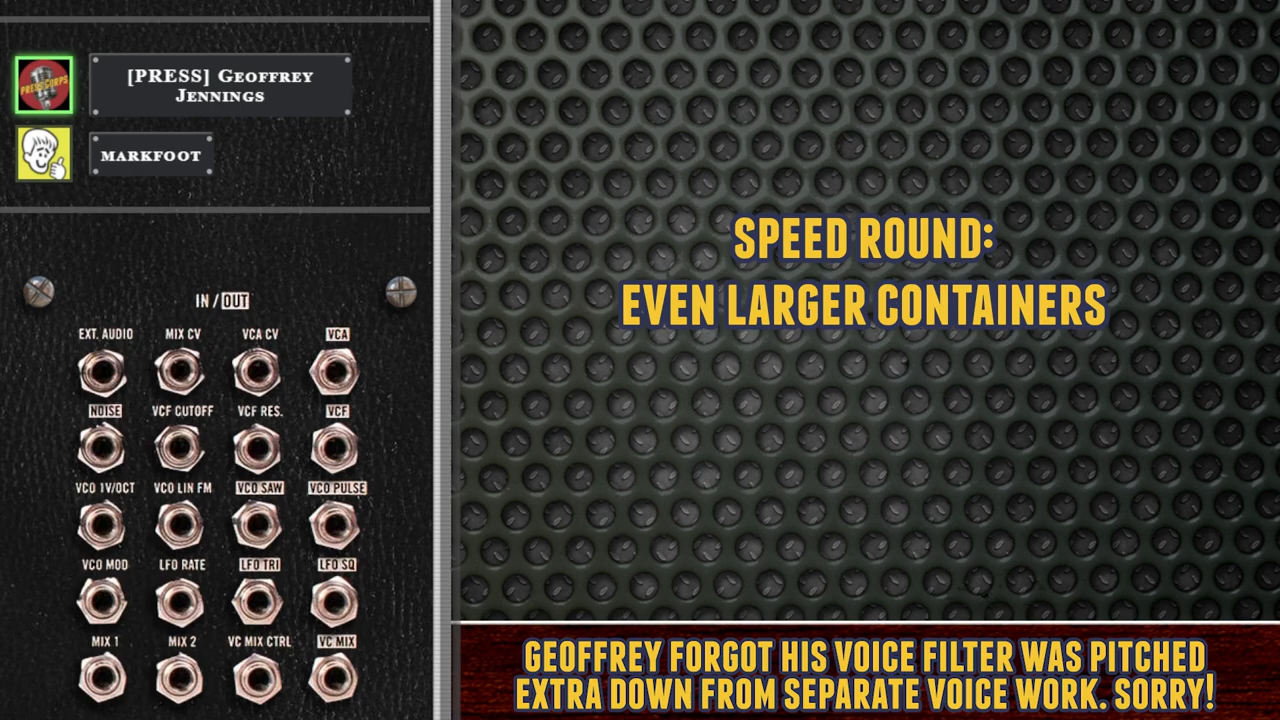 PRESS CORPS
[PRESS] Geoffrey
Jennings
MARKFOOT
IN / OUT
EXT. AUDIO MIX CV VCA CV VCA
NOISE VCF CUTOFF VCF RES. VCF
VCO 1V/OCT VCO LIN FM VCO SAW VCO PULSE
VCO MOD LFO RATE LFO TRI LFO SQ
MIX 1 MIX 2 VC MIX CTRL VC MIX
SPEED ROUND:
EVEN LARGER CONTAINERS
GEOFFREY FORGOT HIS VOICE FILTER WAS PITCHED
EXTRA DOWN FROM SEPARATE VOICE WORK. SORRY!